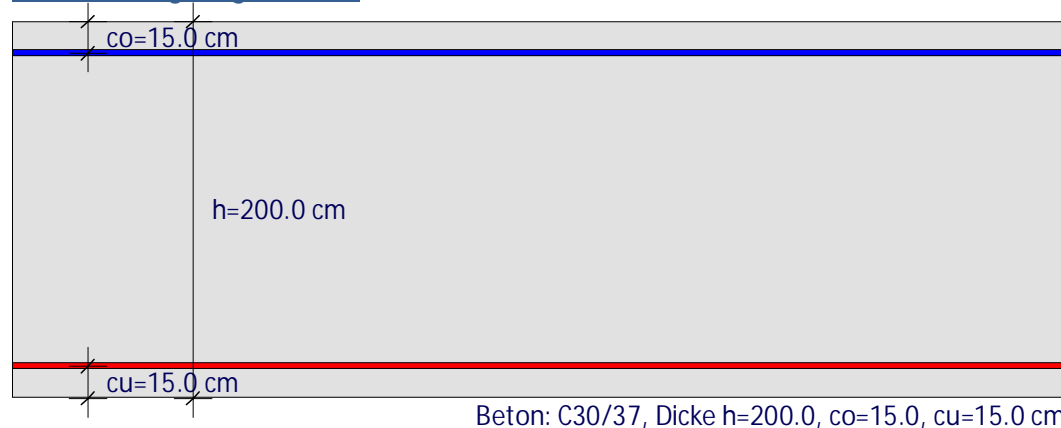 co=15.0 cm
h=200.0 cm
cu=15.0 cm
Beton: C30/37, Dicke h=200.0, co=15.0, cu=15.0 cm